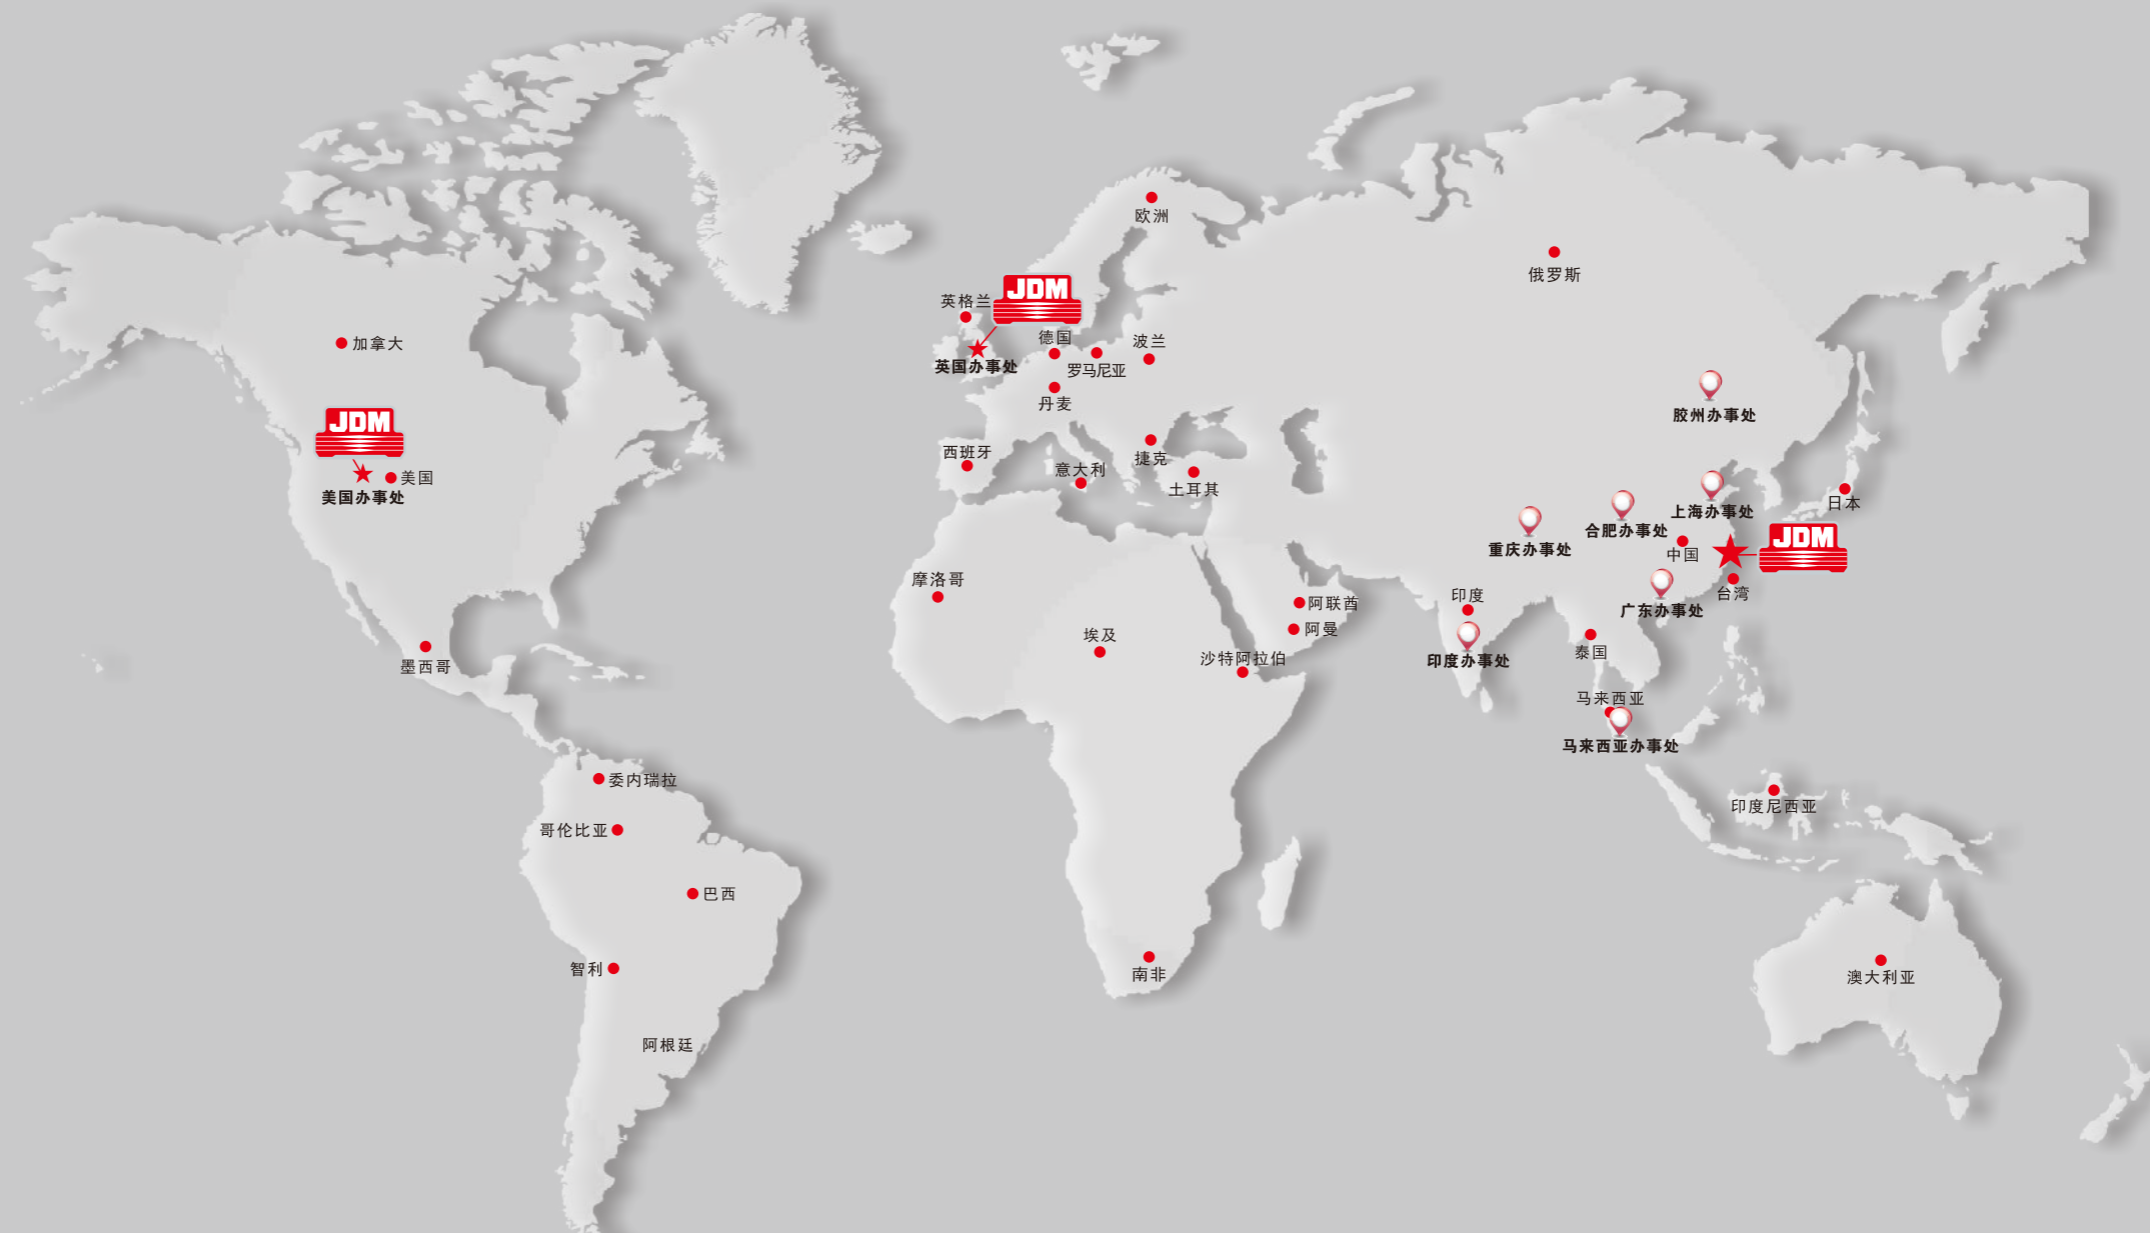 欧洲
俄罗斯
JDM
英格兰
德国
波兰
加拿大
英国办事处
罗马尼亚
丹麦
胶州办事处
JDM
西班牙
捷克
意大利
美国
土耳其
美国办事处
日本
上海办事处
合肥办事处
JDM
重庆办事处
中国
摩洛哥
印度
台湾
阿联酋
广东办事处
阿曼
埃及
泰国
沙特阿拉伯
印度办事处
墨西哥
马来西亚
马来西亚办事处
委内瑞拉
印度尼西亚
哥伦比亚
巴西
智利
南非
澳大利亚
阿根廷